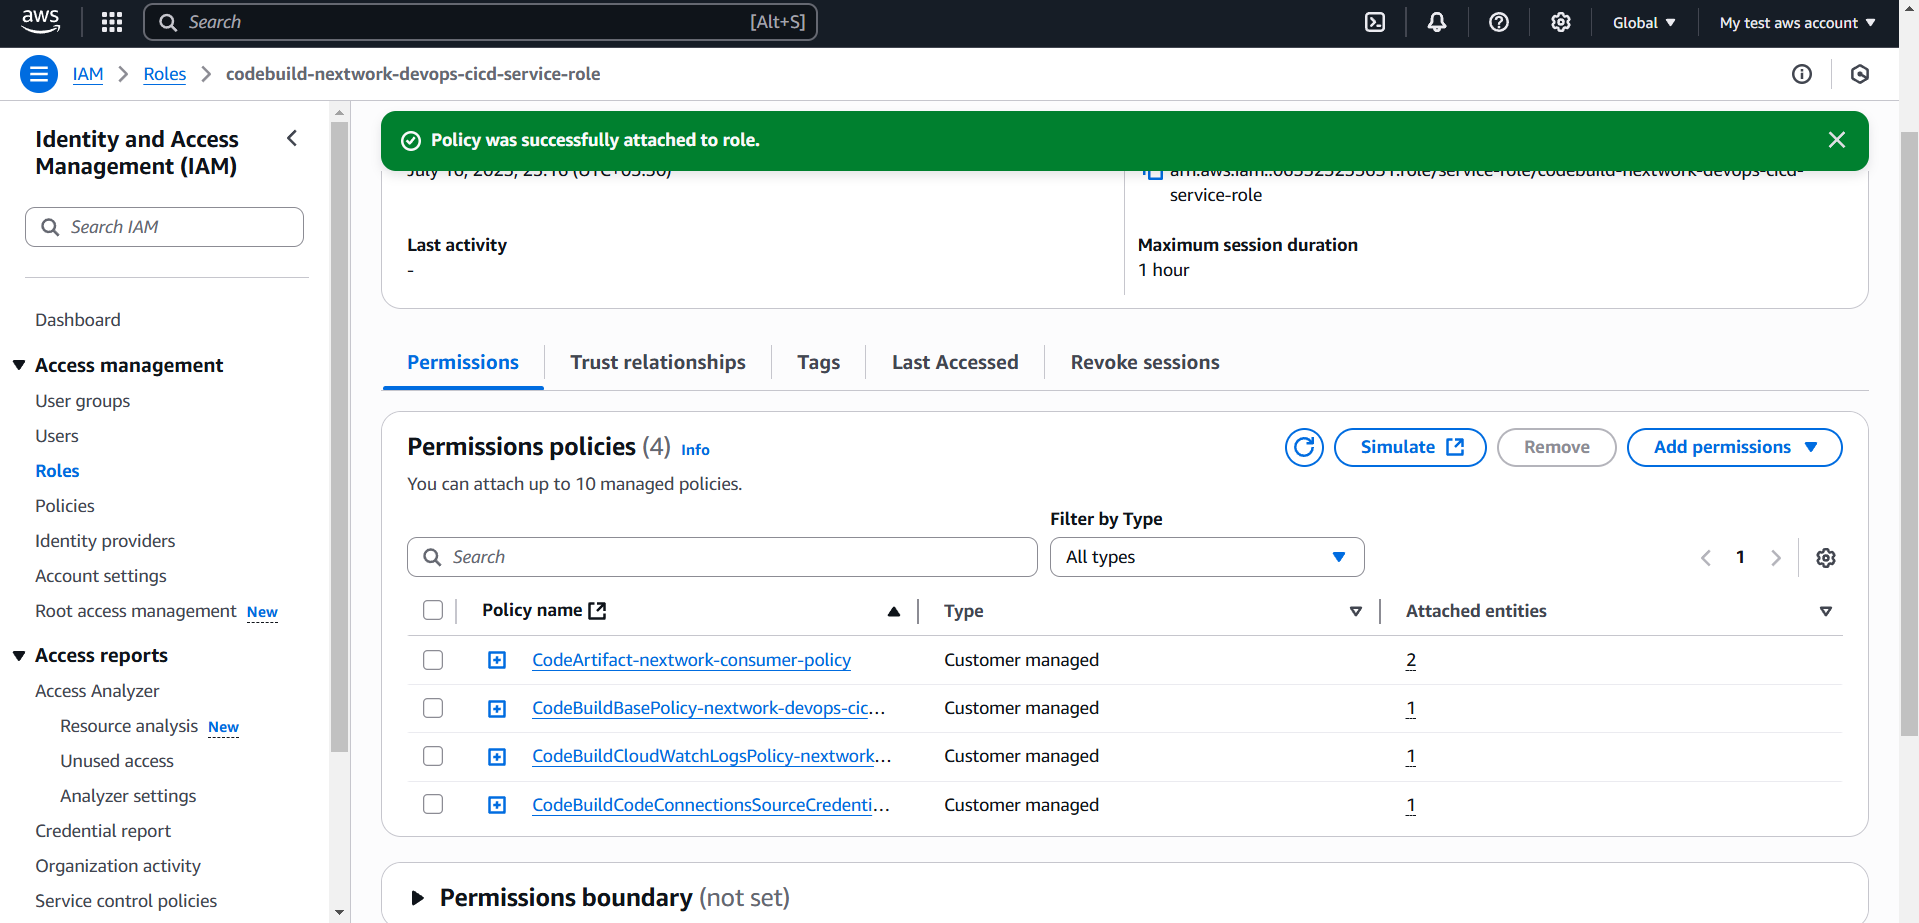 aws
Search [Alt+S]
Global
My test aws account
IAM
Roles
codebuild-nextwork-devops-cicd-service-role
Identity and Access
Management (IAM)
Search IAM
Dashboard
Access management
User groups
Users
Roles
Policies
Identity providers
Account settings
Root access management New
Access reports
Access Analyzer
Resource analysis New
Unused access
Analyzer settings
Credential report
Organization activity
Service control policies
Policy was successfully attached to role.
service-role
Last activity
-
Maximum session duration
1 hour
Permissions
Trust relationships
Tags
Last Accessed
Revoke sessions
Permissions policies (4) Info
Simulate
Remove
Add permissions
You can attach up to 10 managed policies.
Filter by Type
Search
All types
1
Policy name Type Attached entities
CodeArtifact-nextwork-consumer-policy Customer managed 2
CodeBuildBasePolicy-nextwork-devops-cic... Customer managed 1
CodeBuildCloudWatchLogsPolicy-nextwork... Customer managed 1
CodeBuildCodeConnectionsSourceCredenti... Customer managed 1
Permissions boundary (not set)